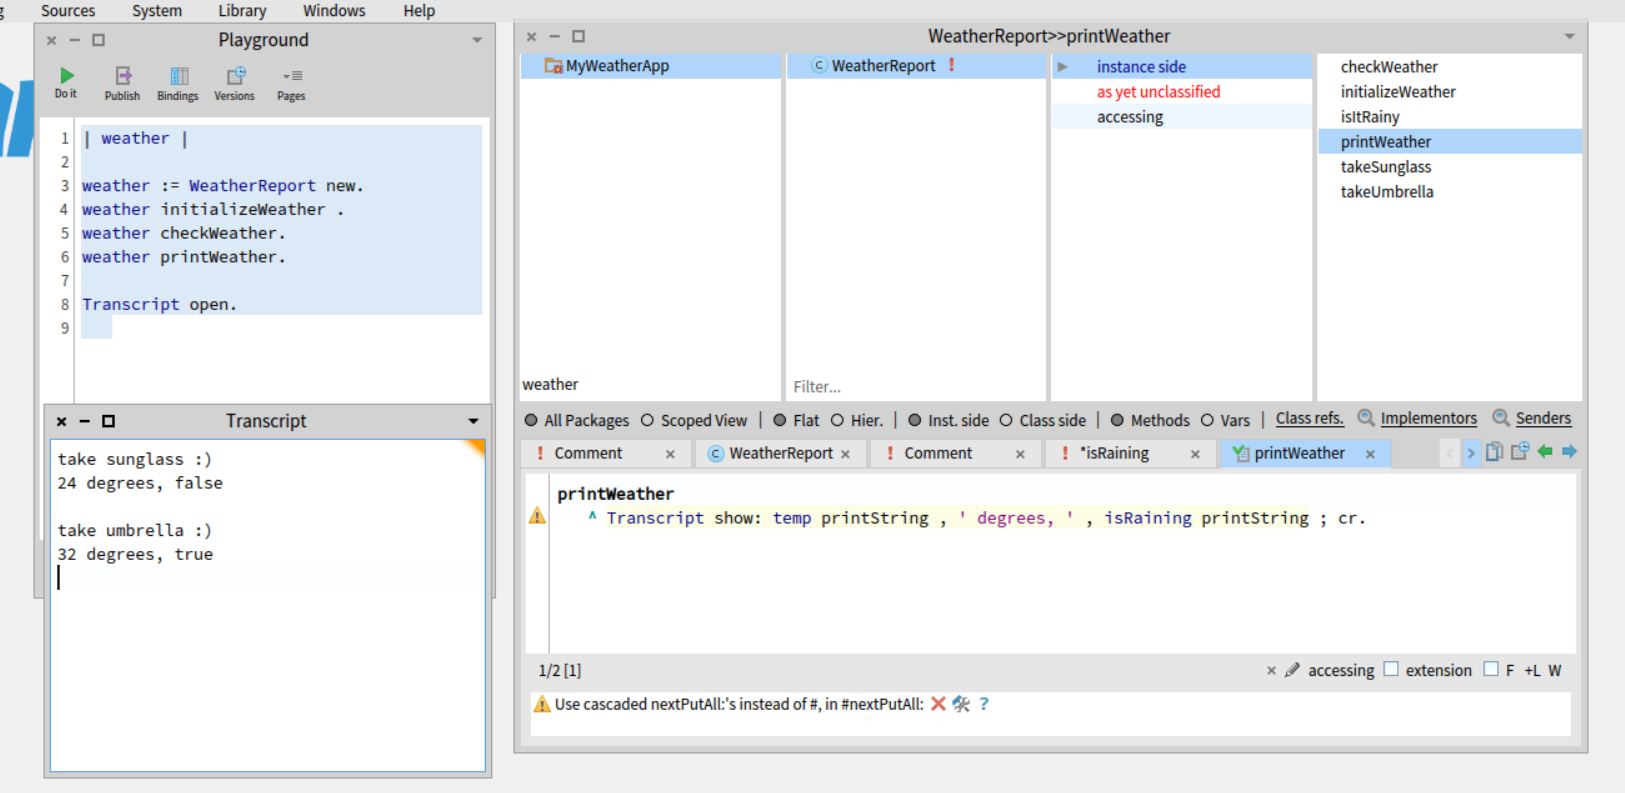 g Sources System Library Windows Help
Playground
Do it Publish Bindings Versions Pages
1 | weather |
2
3 weather := WeatherReport new.
4 weather initializeWeather .
5 weather checkWeather.
6 weather printWeather.
7
8 Transcript open.
9
Transcript
take sunglass :)
24 degrees, false
take umbrella :)
32 degrees, true
WeatherReport>>printWeather
MyWeatherApp
weather
WeatherReport !
Filter...
instance side
as yet unclassified
accessing
checkWeather
initializeWeather
isItRainy
printWeather
takeSunglass
takeUmbrella
All Packages Scoped View | Flat Hier. | Inst. side Class side | Methods Vars | Class refs. Implementors Senders
! Comment × C WeatherReport × ! Comment × ! *isRaining × printWeather ×
printWeather
^ Transcript show: temp printString , ' degrees, ' , isRaining printString ; cr.
1/2 [1] × accessing extension F +L W
Use cascaded nextPutAll:'s instead of #, in #nextPutAll: ?